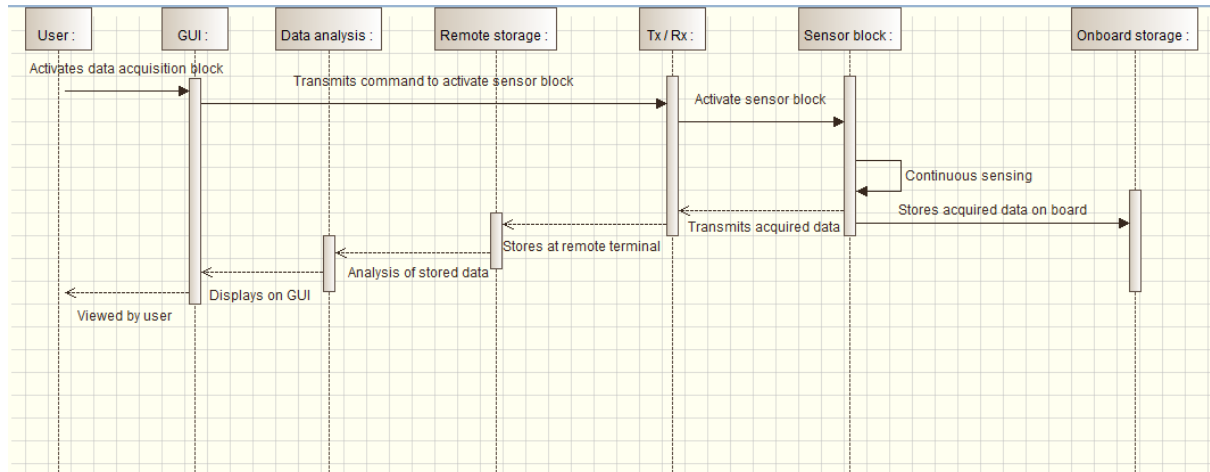 User :
GUI :
Data analysis :
Remote storage :
Tx / Rx :
Sensor block :
Onboard storage :
Activates data acquisition block
Transmits command to activate sensor block
Activate sensor block
Continuous sensing
Stores acquired data on board
Transmits acquired data
Stores at remote terminal
Analysis of stored data
Displays on GUI
Viewed by user